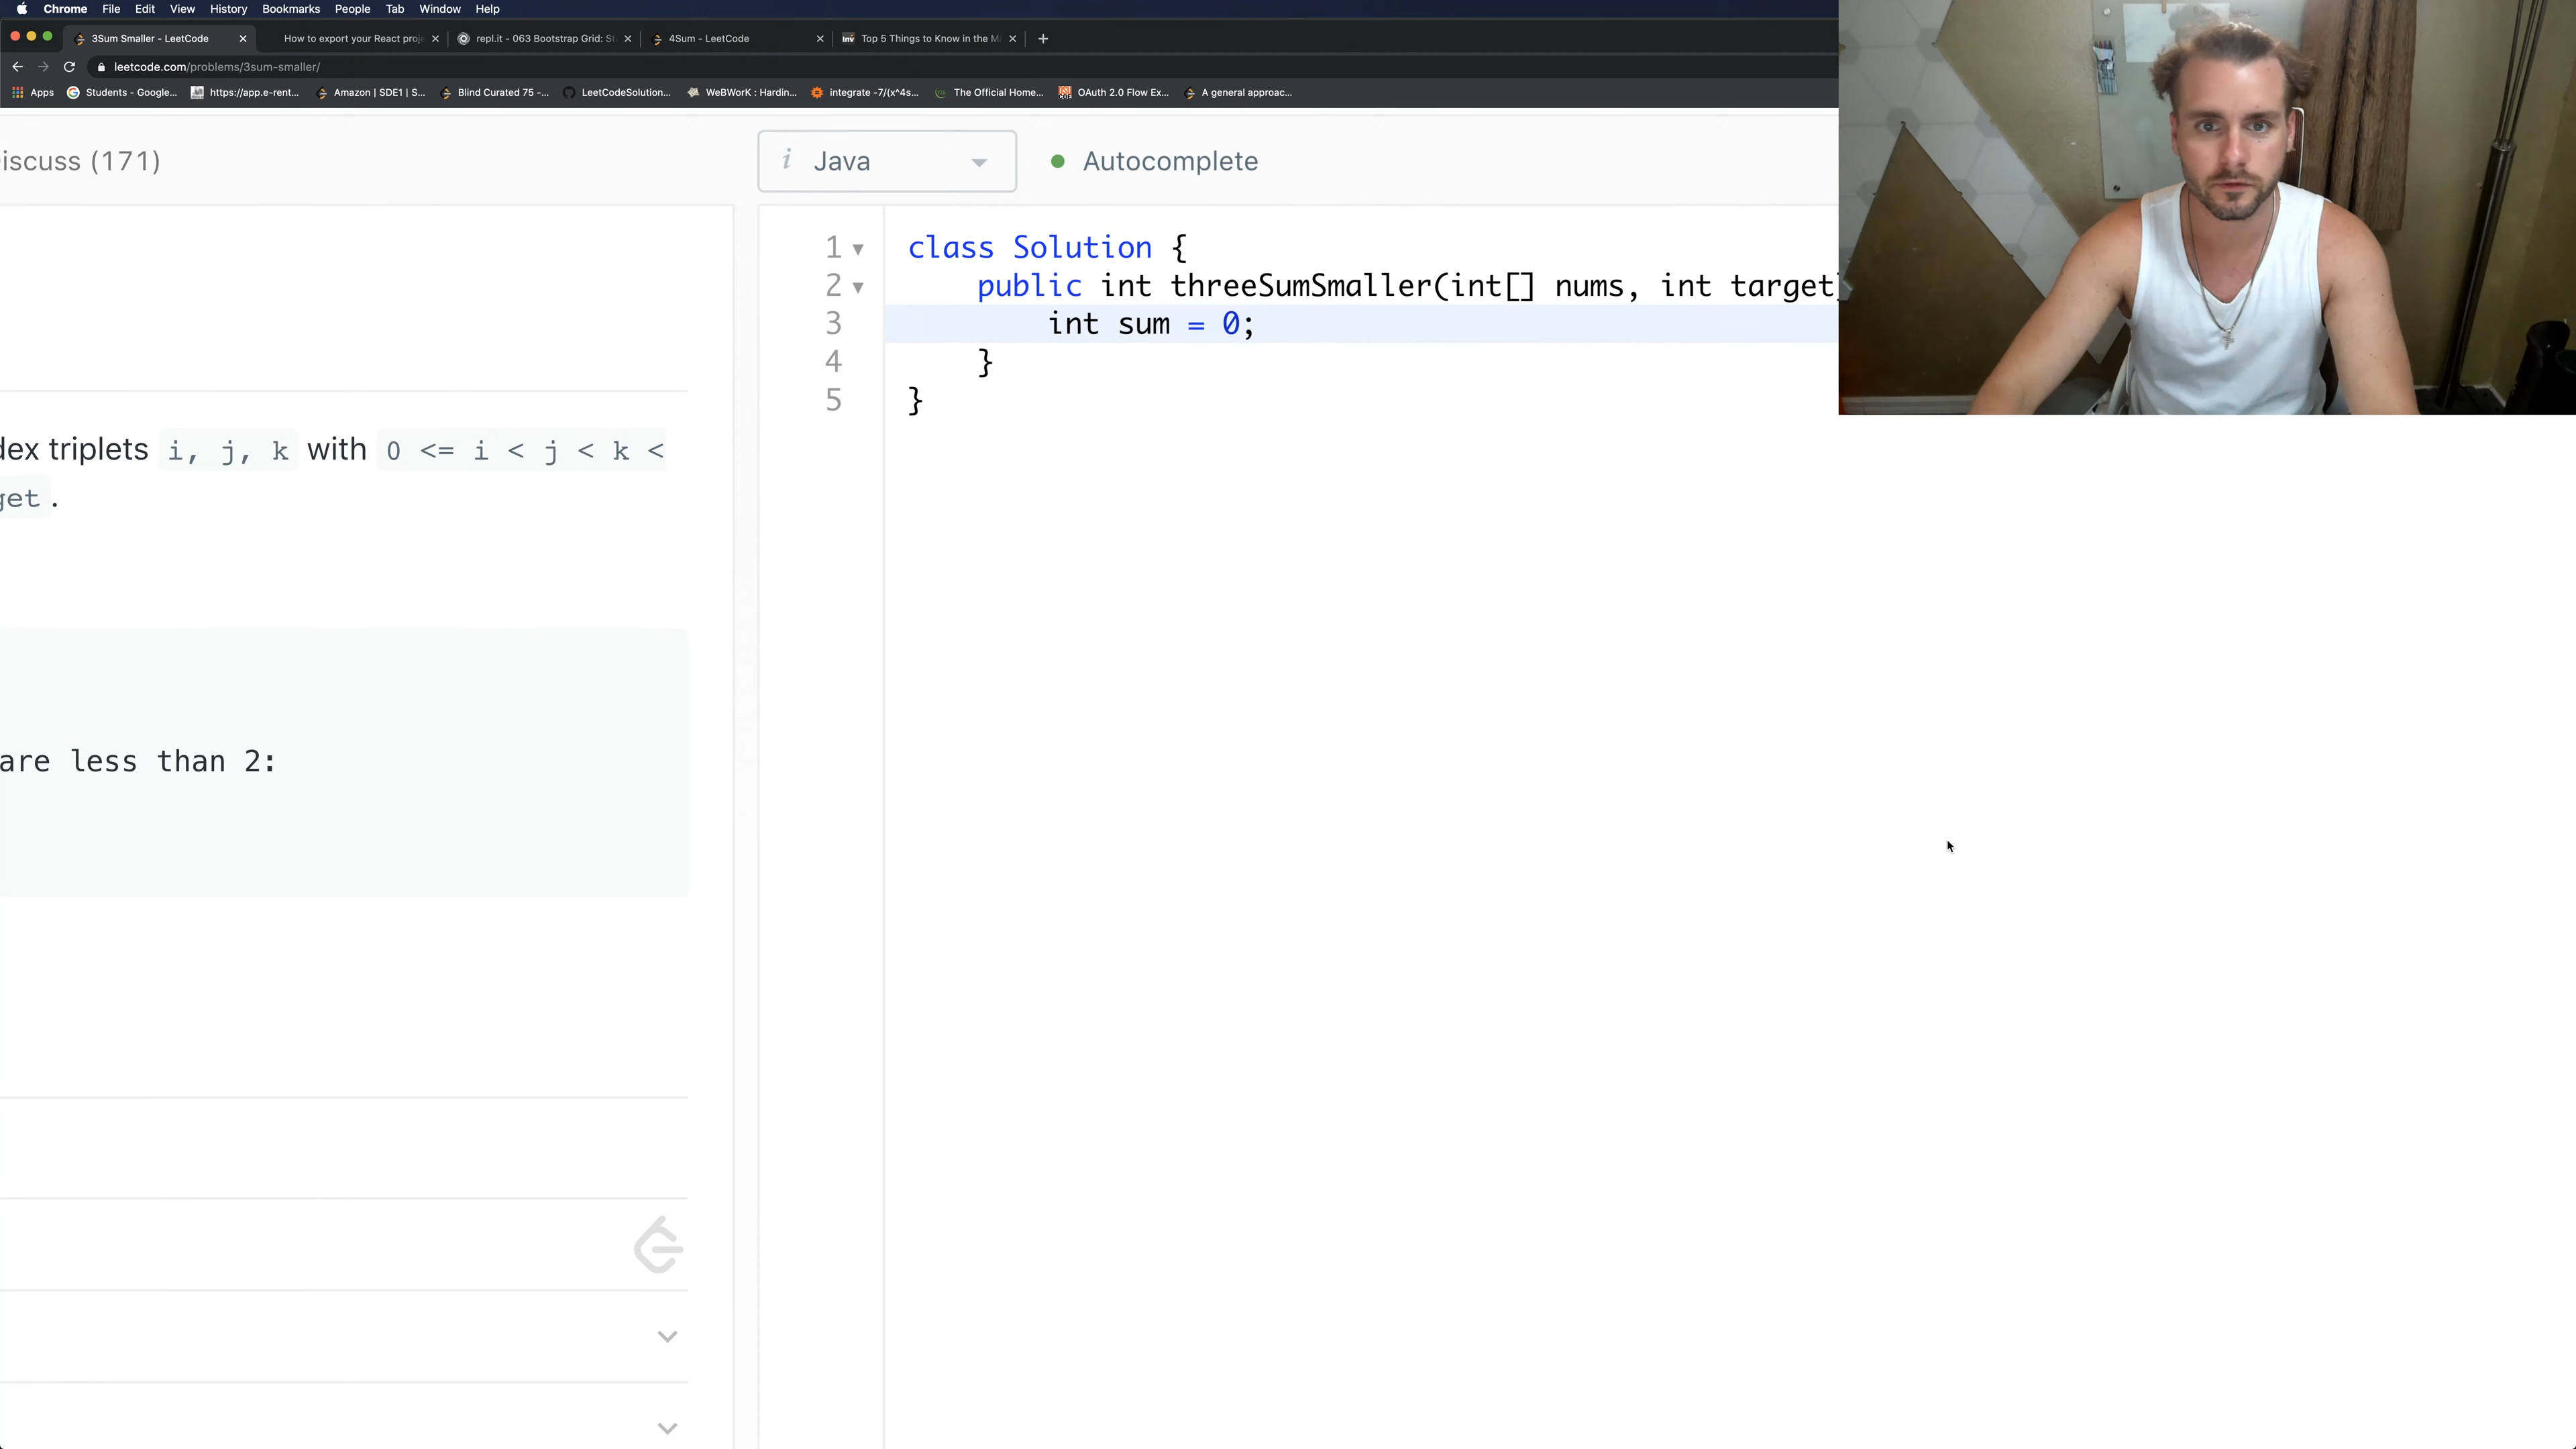 Chrome File Edit View History Bookmarks People Tab Window Help
3Sum Smaller - LeetCode How to export your React proje repl.it - 063 Bootstrap Grid: St 4Sum - LeetCode Inv Top 5 Things to Know in the Ma
leetcode.com/problems/3sum-smaller/
Apps Students - Google... https://app.e-rent... Amazon | SDE1 | S... Blind Curated 75 -... LeetCodeSolution... WeBWorK : Hardin... integrate -7/(x^4s... The Official Home... OAuth 2.0 Flow Ex... A general approac...
iscuss (171)
i Java Autocomplete
1 class Solution {
2 public int threeSumSmaller(int[] nums, int target)
3 int sum = 0;
4 }
5 }
dex triplets i, j, k with 0 <= i < j < k <
get .
are less than 2: